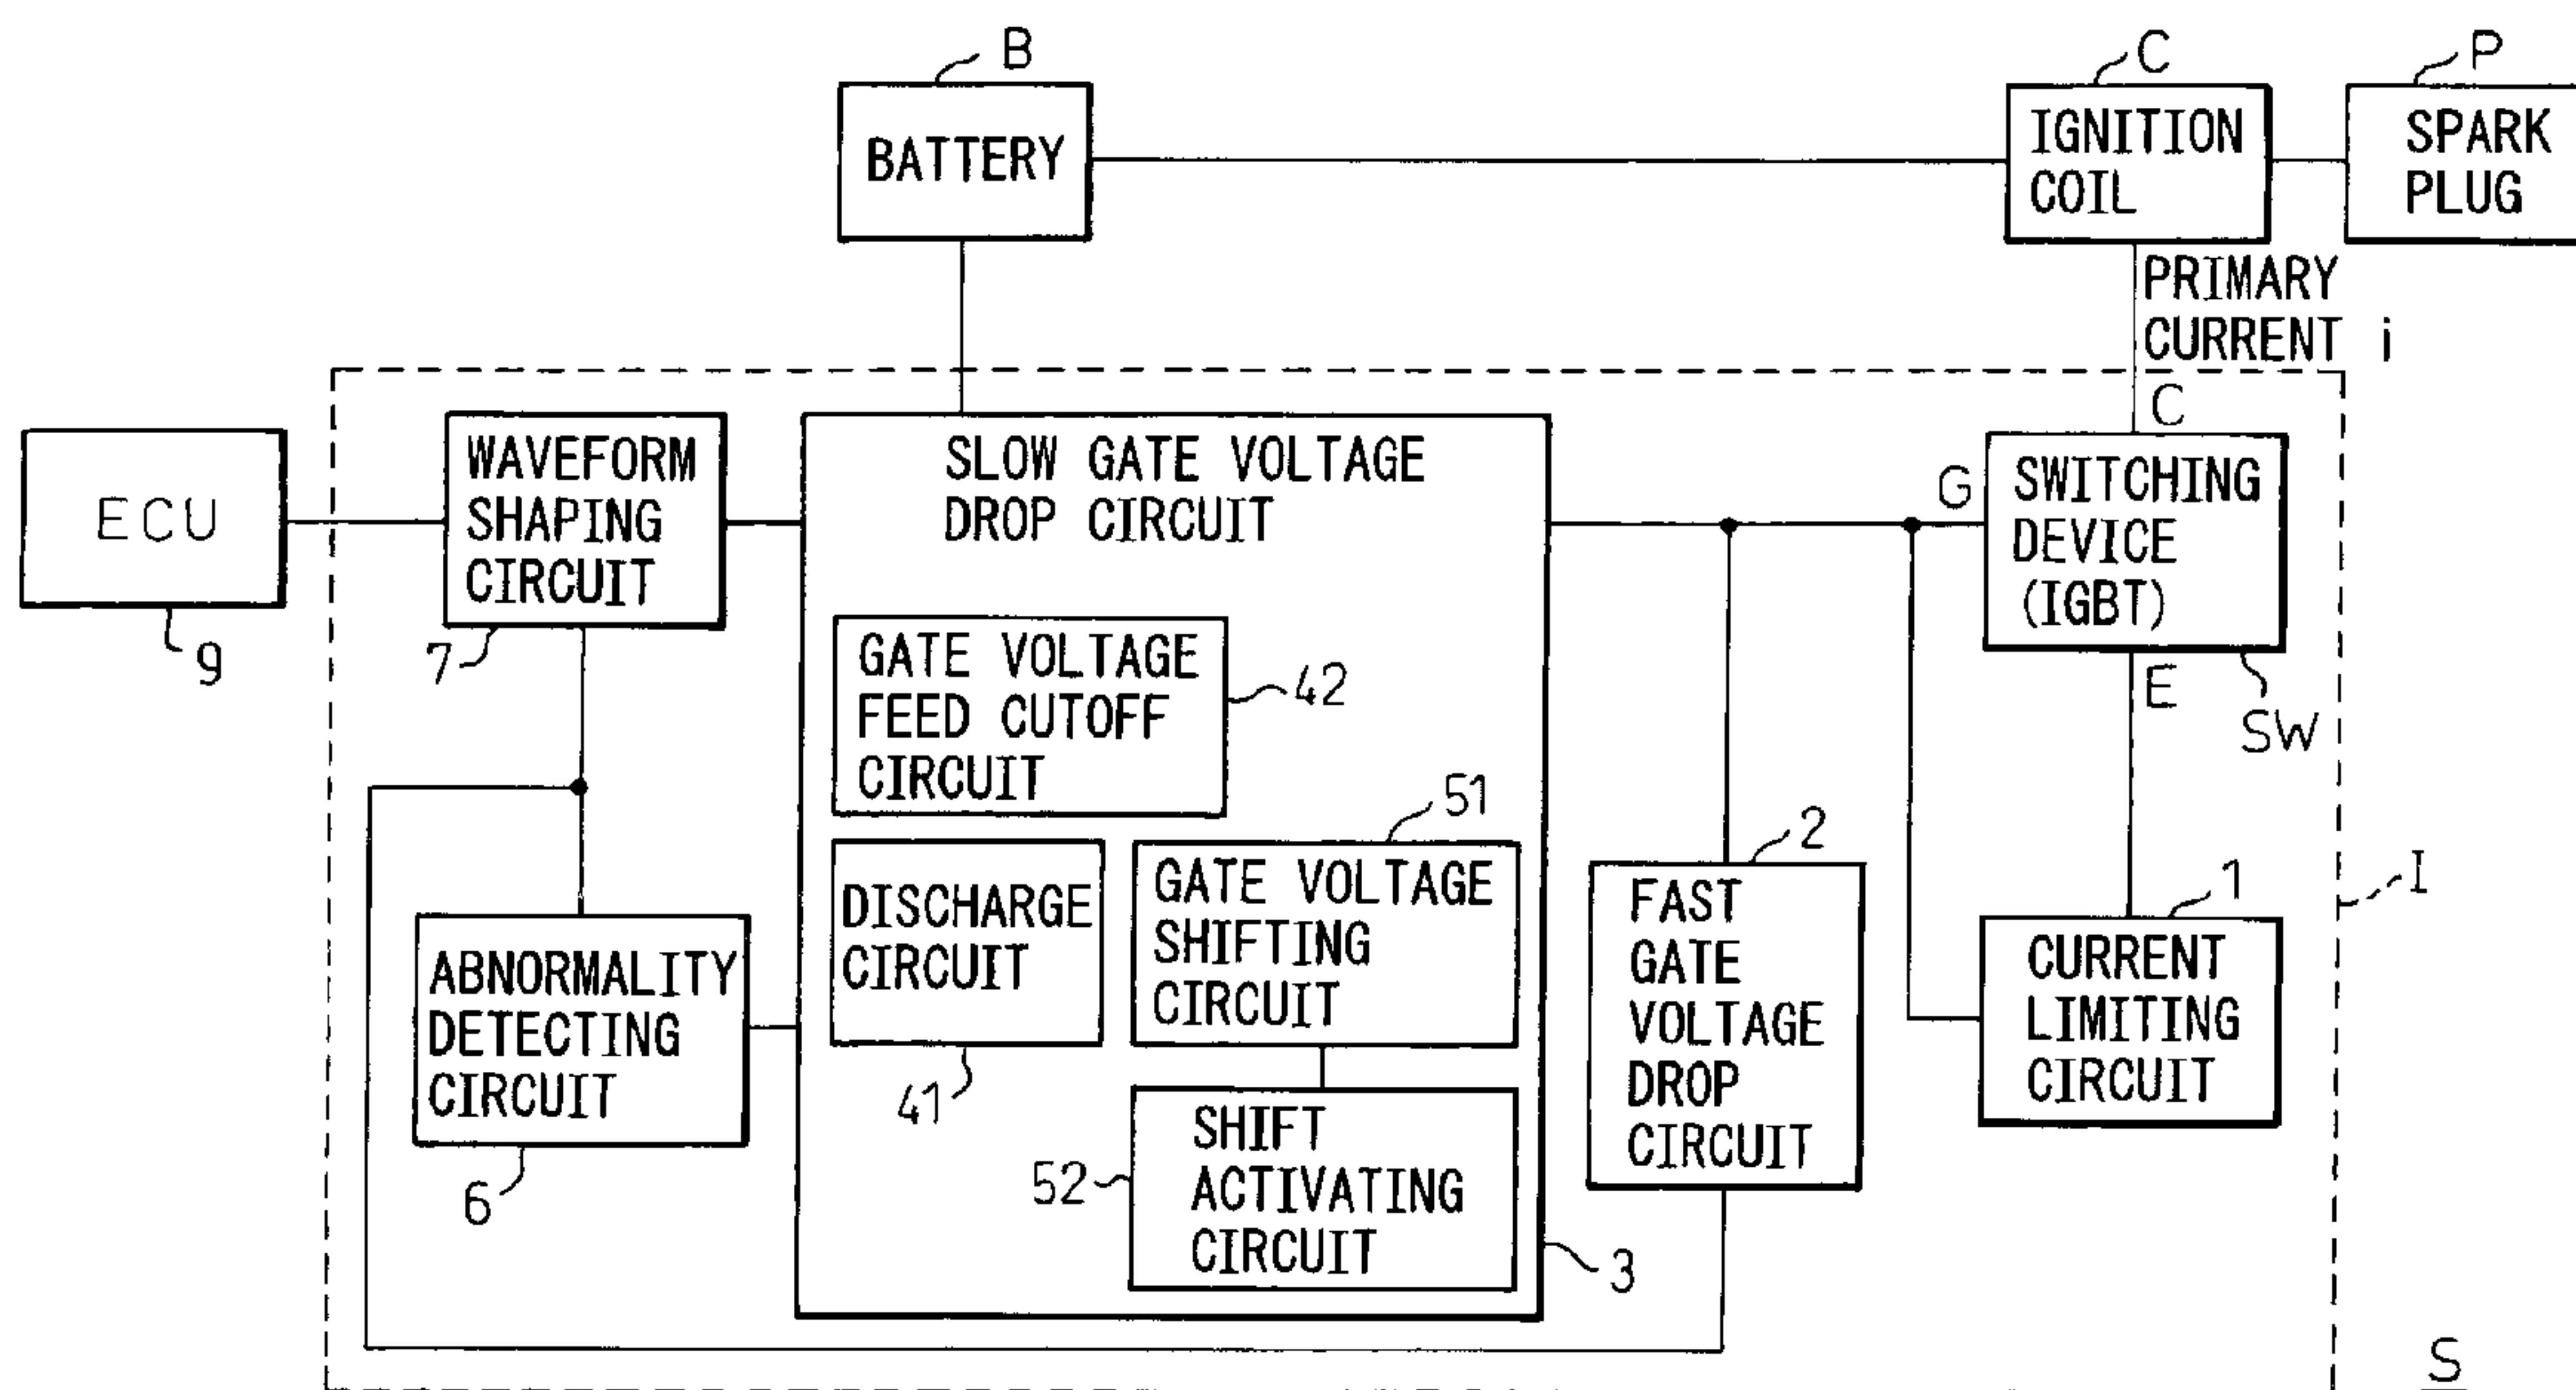 B
C
P
BATTERY
IGNITION
COIL
SPARK
PLUG
PRIMARY
CURRENT i
C
ECU
9
WAVEFORM
SHAPING
CIRCUIT
7
SLOW GATE VOLTAGE
DROP CIRCUIT
G
SWITCHING
DEVICE
(IGBT)
E
SW
GATE VOLTAGE
FEED CUTOFF
CIRCUIT
42
51
DISCHARGE
CIRCUIT
41
GATE VOLTAGE
SHIFTING
CIRCUIT
2
FAST
GATE
VOLTAGE
DROP
CIRCUIT
1
CURRENT
LIMITING
CIRCUIT
I
ABNORMALITY
DETECTING
CIRCUIT
6
52
SHIFT
ACTIVATING
CIRCUIT
3
S